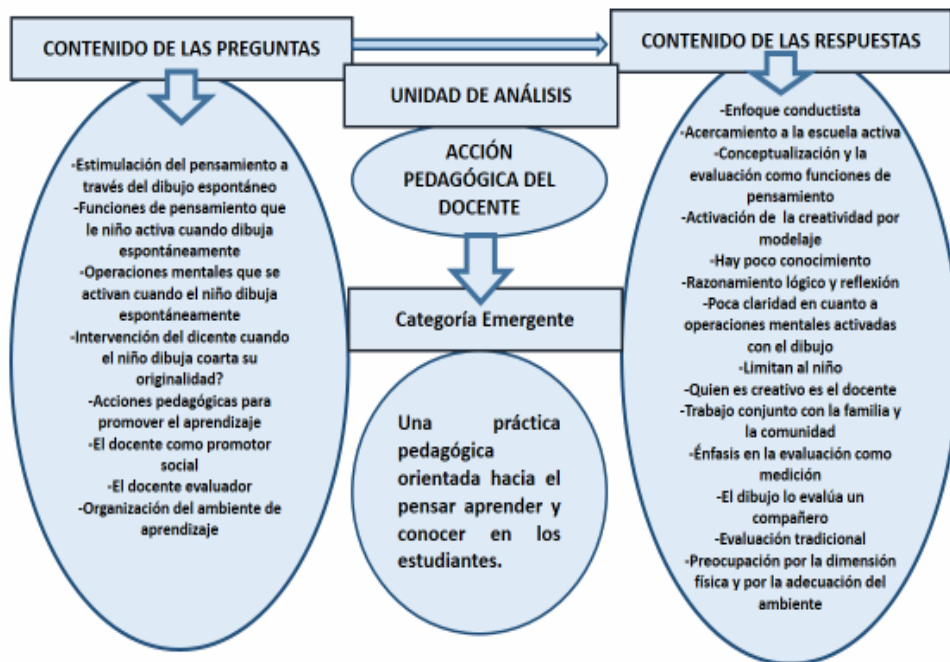 CONTENIDO DE LAS PREGUNTAS
-Estimulación del pensamiento a
través del dibujo espontáneo
-Funciones de pensamiento que
le niño activa cuando dibuja
espontáneamente
-Operaciones mentales que se
activan cuando el niño dibuja
espontáneamente
-Intervención del dicente cuando
el niño dibuja coarta su
originalidad?
-Acciones pedagógicas para
promover el aprendizaje
-El docente como promotor
social
-El docente evaluador
-Organización del ambiente de
aprendizaje
UNIDAD DE ANÁLISIS
ACCIÓN
PEDAGÓGICA DEL
DOCENTE
Categoría Emergente
Una práctica
pedagógica
orientada hacia el
pensar aprender y
conocer en los
estudiantes.
CONTENIDO DE LAS RESPUESTAS
-Enfoque conductista
-Acercamiento a la escuela activa
-Conceptualización y la
evaluación como funciones de
pensamiento
-Activación de la creatividad por
modelaje
-Hay poco conocimiento
-Razonamiento lógico y reflexión
-Poca claridad en cuanto a
operaciones mentales activadas
con el dibujo
-Limitan al niño
-Quien es creativo es el docente
-Trabajo conjunto con la familia y
la comunidad
-Énfasis en la evaluación como
medición
-El dibujo lo evalúa un
compañero
-Evaluación tradicional
-Preocupación por la dimensión
física y por la adecuación del
ambiente